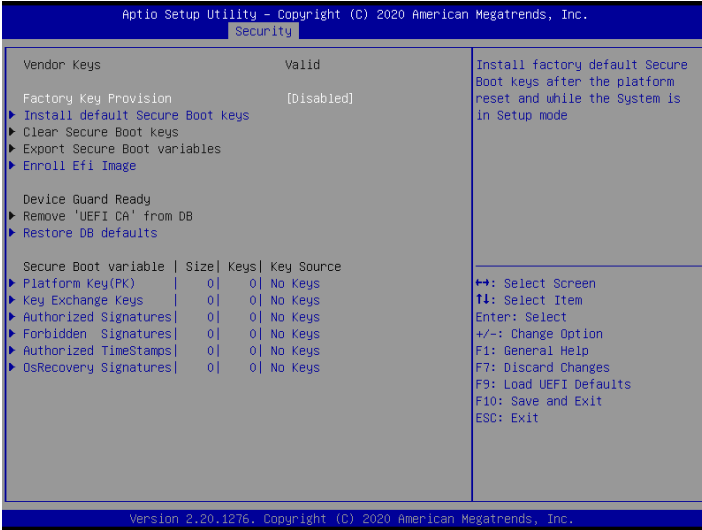 Aptio Setup Utility – Copyright (C) 2020 American Megatrends, Inc.
Security
Vendor Keys Valid
Factory Key Provision [Disabled]
Install default Secure Boot keys
Clear Secure Boot keys
Export Secure Boot variables
Enroll Efi Image
Device Guard Ready
Remove 'UEFI CA' from DB
Restore DB defaults
Secure Boot variable | Size| Keys| Key Source
Platform Key(PK) | 0| 0| No Keys
Key Exchange Keys | 0| 0| No Keys
Authorized Signatures| 0| 0| No Keys
Forbidden Signatures| 0| 0| No Keys
Authorized TimeStamps| 0| 0| No Keys
OsRecovery Signatures| 0| 0| No Keys
Install factory default Secure
Boot keys after the platform
reset and while the System is
in Setup mode
↔: Select Screen
↑↓: Select Item
Enter: Select
+/-: Change Option
F1: General Help
F7: Discard Changes
F9: Load UEFI Defaults
F10: Save and Exit
ESC: Exit
Version 2.20.1276. Copyright (C) 2020 American Megatrends, Inc.